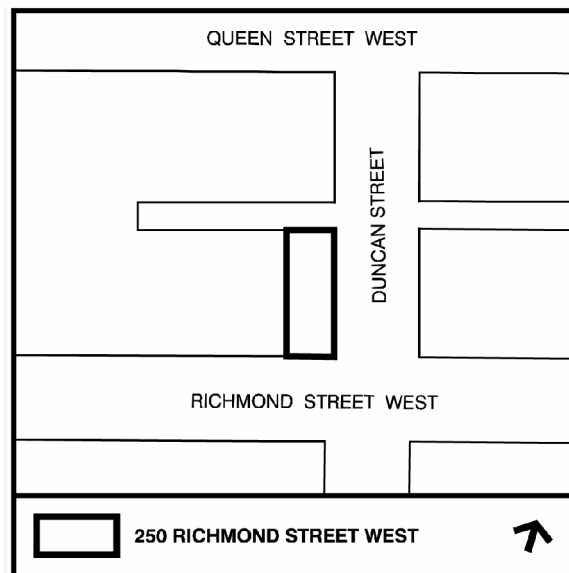 QUEEN STREET WEST
DUNCAN STREET
RICHMOND STREET WEST
250 RICHMOND STREET WEST